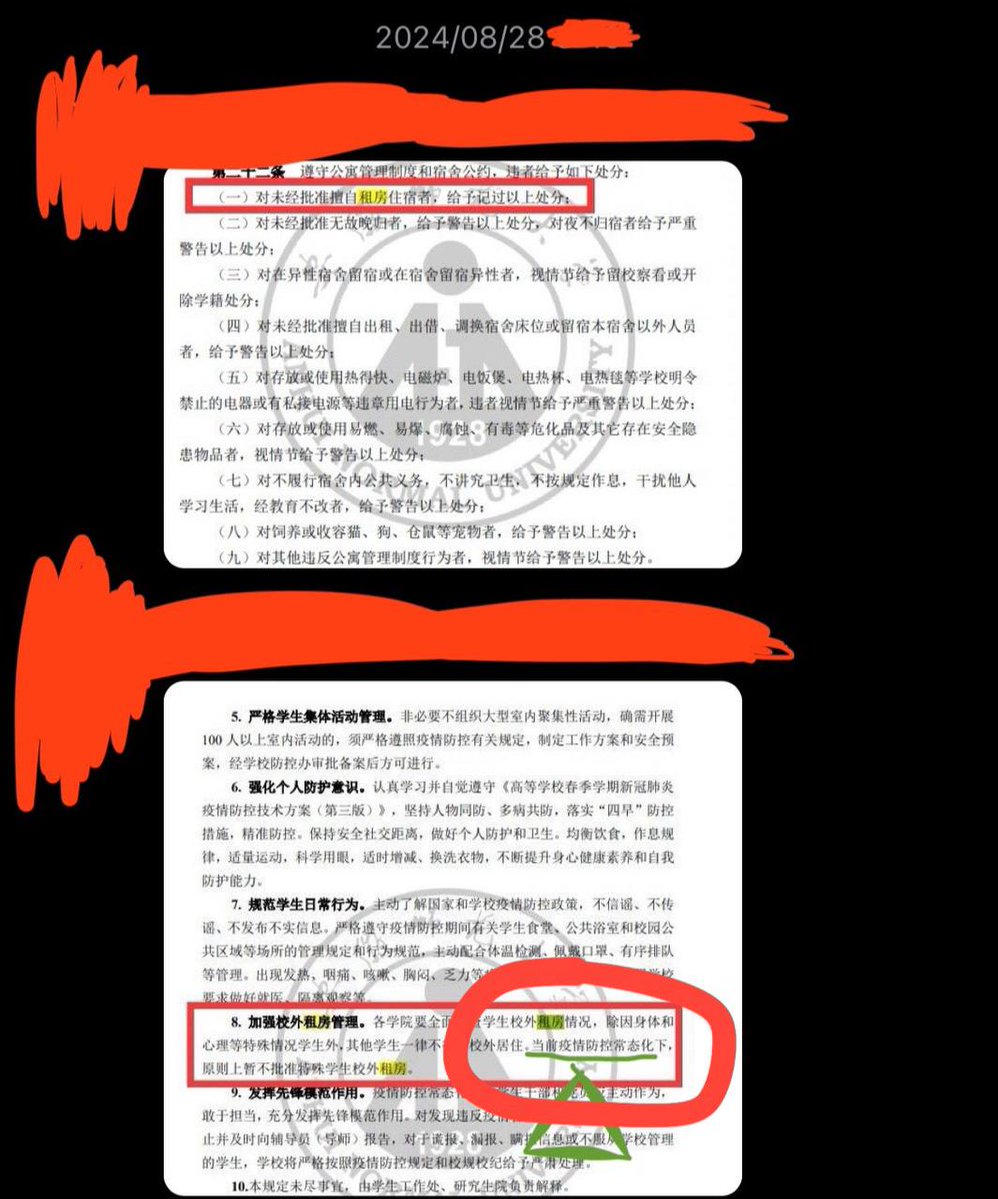 2024/08/28
第二十二条 遵守公寓管理制度和宿舍公约，违者给予如下处分：
（一）对未经批准擅自租房住宿者，给予记过以上处分；
（二）对未经批准无故晚归者，给予警告以上处分，对夜不归宿者给予严重
警告以上处分；
（三）对在异性宿舍留宿或在宿舍留宿异性者，视情节给予留校察看或开
除学籍处分；
（四）对未经批准擅自出租、出借、调换宿舍床位或留宿本宿舍以外人员
者，给予警告以上处分；
（五）对存放或使用热得快、电磁炉、电饭煲、电热杯、电热毯等学校明令
禁止的电器或有私接电源等违章用电行为者，违者视情节给予严重警告以上处分；
（六）对存放或使用易燃、易爆、腐蚀、有毒等危化品及其它存在安全隐
患物品者，视情节给予警告以上处分；
（七）对不履行宿舍内公共义务，不讲究卫生，不按规定作息，干扰他人
学习生活，经教育不改者，给予警告以上处分；
（八）对饲养或收容猫、狗、仓鼠等宠物者，给予警告以上处分；
（九）对其他违反公寓管理制度行为者，视情节给予警告以上处分。
1928
ANHUI NORMAL UNIVERSITY
5. 严格学生集体活动管理。非必要不组织大型室内聚集性活动，确需开展
100 人以上室内活动的，须严格遵照疫情防控有关规定，制定工作方案和安全预
案，经学校防控办审批备案后方可进行。
6. 强化个人防护意识。认真学习并自觉遵守《高等学校春季学期新冠肺炎
疫情防控技术方案（第三版）》，坚持人物同防、多病共防，落实“四早”防控
措施，精准防控。保持安全社交距离，做好个人防护和卫生。均衡饮食，作息规
律，适量运动，科学用眼，适时增减、换洗衣物，不断提升身心健康素养和自我
防护能力。
7. 规范学生日常行为。主动了解国家和学校疫情防控政策，不信谣、不传
谣、不发布不实信息。严格遵守疫情防控期间有关学生食堂、公共浴室和校园
公共区域等场所的管理规定和行为规范，主动配合体温检测、佩戴口罩、有序排队
等管理。出现发热、咽痛、咳嗽、胸闷、乏力等 学校
要求做好就医、隔离观察等。
8. 加强校外租房管理。各学院要全面 学生校外租房情况，除因身体和
心理等特殊情况学生外，其他学生一律不 校外居住。当前疫情防控常态化下，
原则上暂不批准特殊学生校外租房。
9. 发挥先锋模范作用。疫情防控常态 学生干部 主动作为，
敢于担当，充分发挥先锋模范作用。对发现违反疫情
止并及时向辅导员（导师）报告，对于谎报、漏报、瞒报信息或不服从学校管理
的学生，学校将严格按照疫情防控规定和校规校纪给予严肃处理。
10.本规定未尽事宜，由学生工作处、研究生院负责解释。
1928